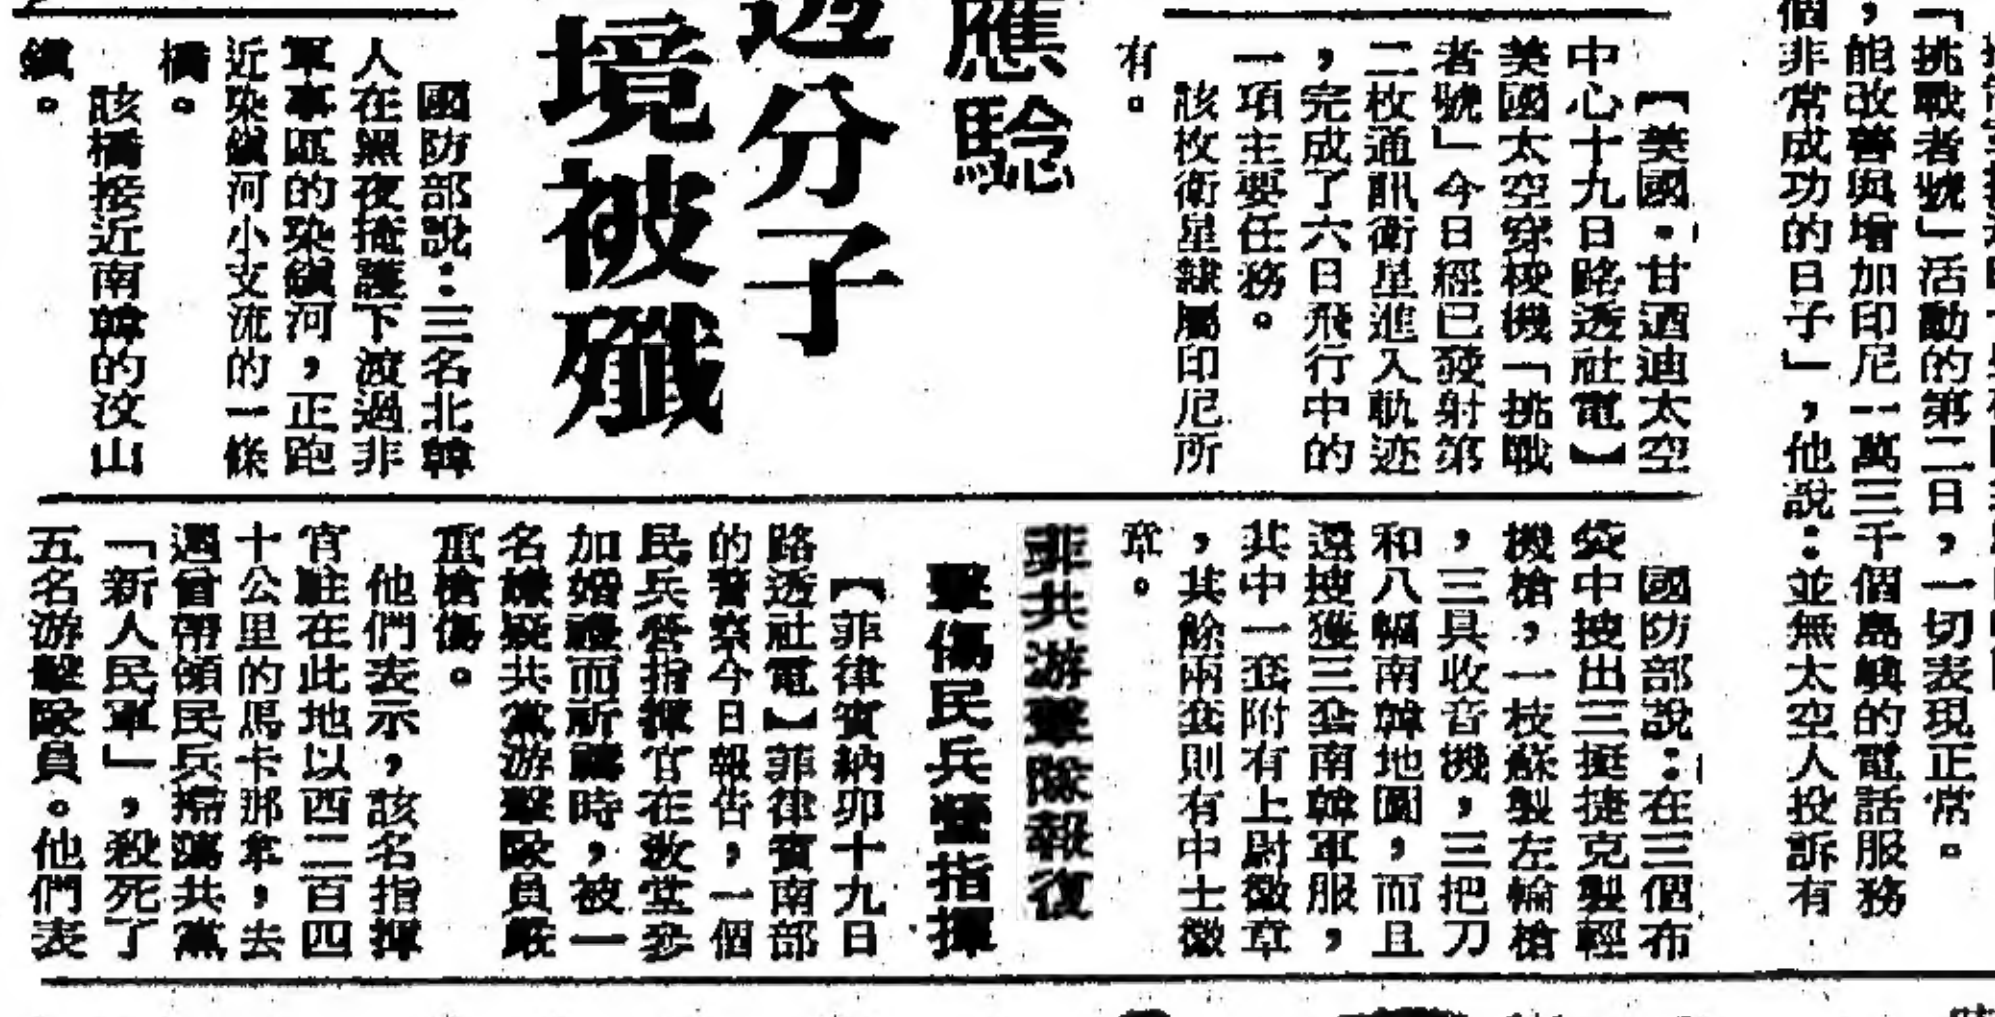 「挑戰者號」活動的第二日，一切表現正常。
，能改善與增加印尼一萬三千個島嶼的電話服務
個非常成功的日子」，他說：並無太空人投訴有
【美國·甘迺迪太空
中心十九日路透社電】
美國太空穿梭機「挑戰
者號」今日經已發射第
二枚通訊衛星進入軌迹
，完成了六日飛行中的
一項主要任務。
該枚衛星隸屬印尼所
有。
應驗
分子
境被殲
國防部說：三名北韓
人在黑夜掩護下渡過非
軍事區的染鎭河，正跑
近染鎭河小支流的一條
橋。
該橋接近南韓的汶山
鎭。
國防部說：在三個布
袋中搜出三挺捷克製輕
機槍，一枝蘇製左輪槍
，三具收音機，三把刀
和八幅南韓地圖，而且
還搜獲三套南韓軍服，
其中一套附有上尉徽章
，其餘兩套則有中士徽
章。
菲共游擊隊報復
擊傷民兵營指揮
【菲律賓納卯十九日
路透社電】菲律賓南部
的警察今日報告，一個
民兵營指揮官在教堂參
加婚禮而祈禱時，被一
名嫌疑共黨游擊隊員嚴
重槍傷。
他們表示，該名指揮
官駐在此地以西二百四
十公里的馬卡那牟，去
週曾帶領民兵掃蕩共黨
「新人民軍」，殺死了
五名游擊隊員。他們表